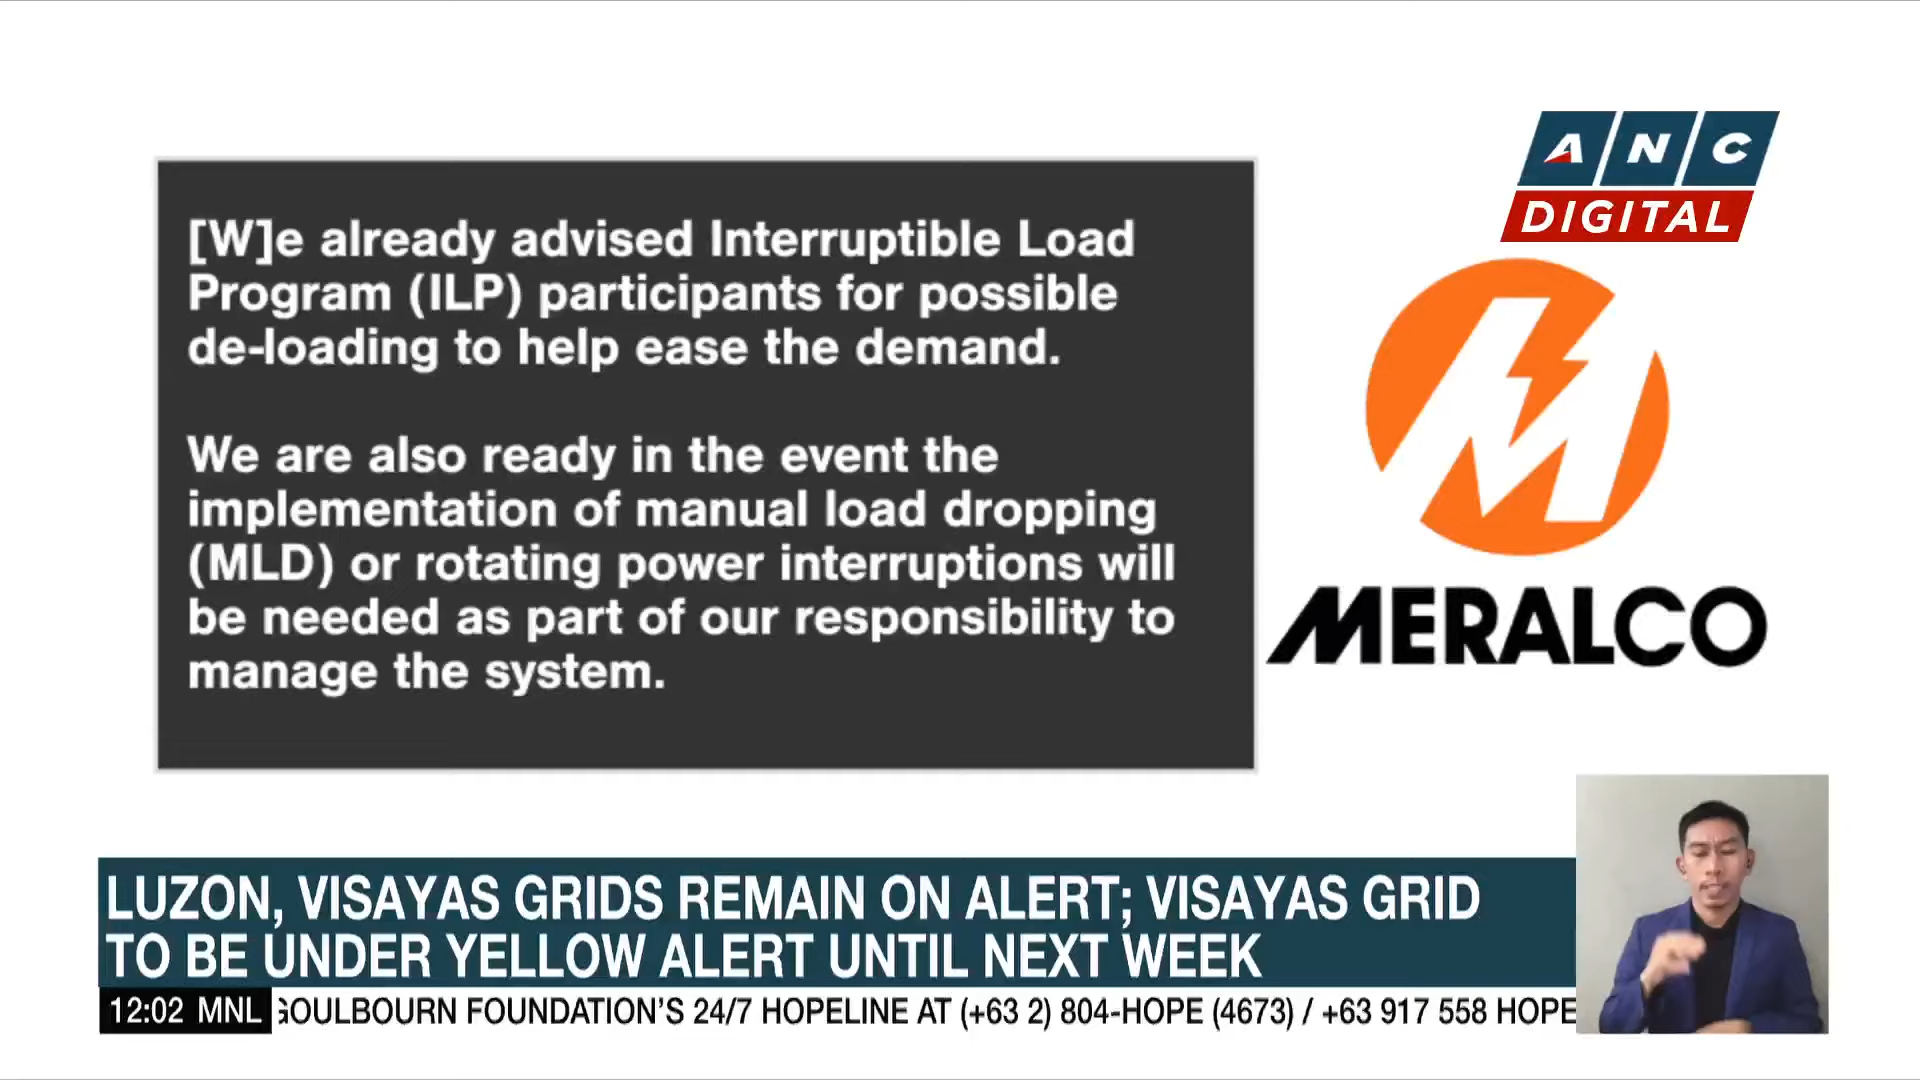 ANC
DIGITAL
[W]e already advised Interruptible Load
Program (ILP) participants for possible
de-loading to help ease the demand.
We are also ready in the event the
implementation of manual load dropping
(MLD) or rotating power interruptions will
be needed as part of our responsibility to
manage the system.
MERALCO
LUZON, VISAYAS GRIDS REMAIN ON ALERT; VISAYAS GRID
TO BE UNDER YELLOW ALERT UNTIL NEXT WEEK
12:02 MNL
GOULBOURN FOUNDATION'S 24/7 HOPELINE AT (+63 2) 804-HOPE (4673) / +63 917 558 HOPE